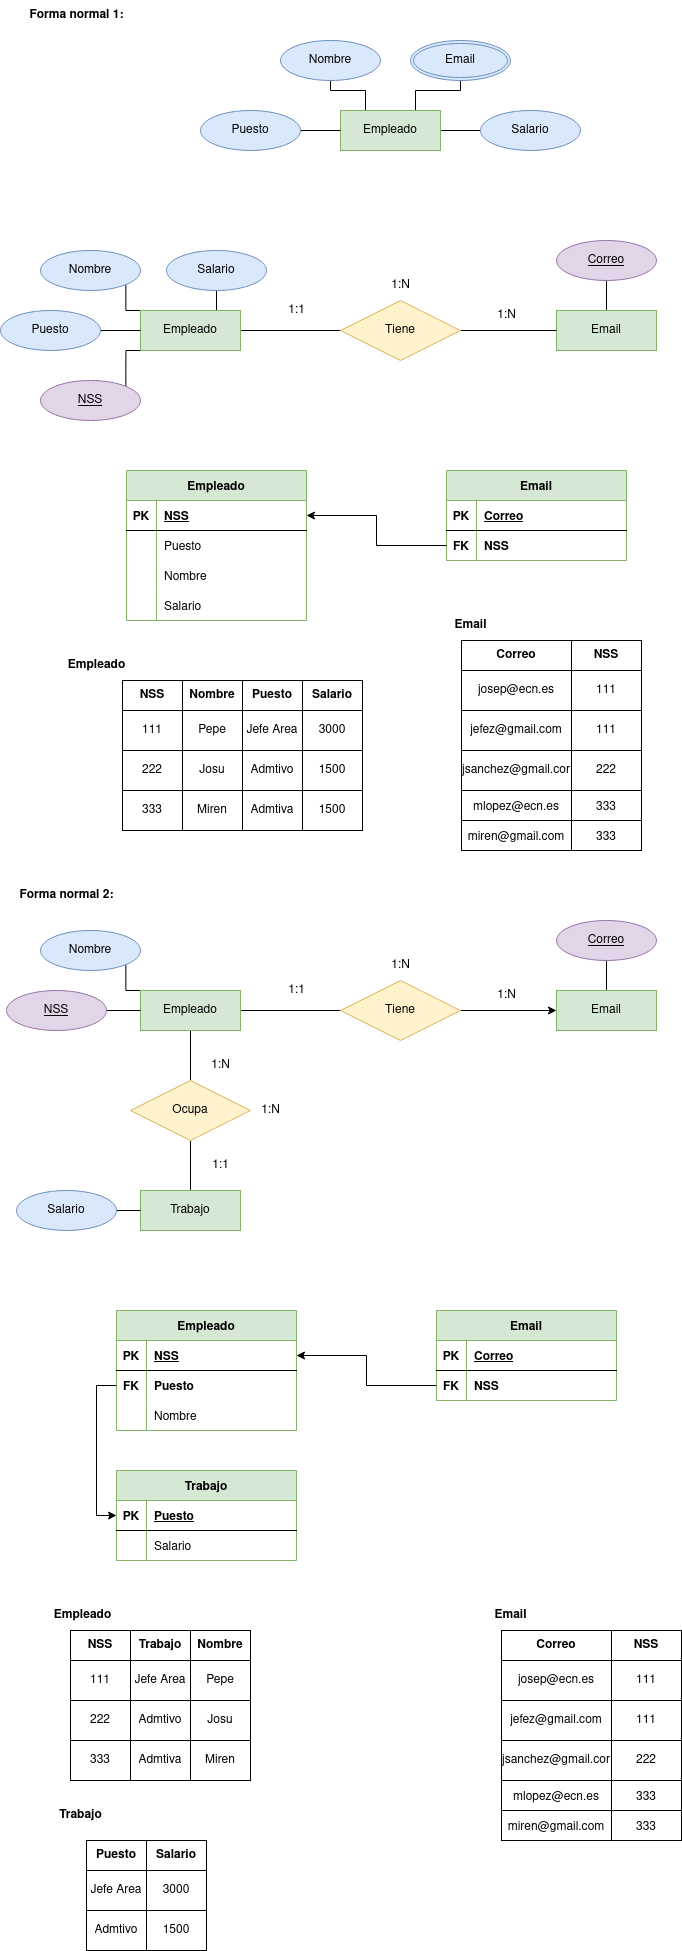 Forma normal 1:
Nombre
Email
Puesto
Empleado
Salario
Correo
Nombre
Salario
1:N
1:1
1:N
Puesto
Empleado
Tiene
Email
NSS
Empleado
Email
PK NSS
PK Correo
Puesto
FK NSS
Nombre
Salario
Email
Empleado
Correo NSS
josep@ecn.es 111
jefez@gmail.com 111
jsanchez@gmail.cor 222
mlopez@ecn.es 333
miren@gmail.com 333
NSS Nombre Puesto Salario
111 Pepe Jefe Area 3000
222 Josu Admtivo 1500
333 Miren Admtiva 1500
Forma normal 2:
Nombre
Correo
1:N
1:1
1:N
NSS
Empleado
Tiene
Email
1:N
Ocupa
1:N
1:1
Salario
Trabajo
Empleado
Email
PK NSS
PK Correo
FK Puesto
FK NSS
Nombre
Trabajo
PK Puesto
Salario
Empleado
NSS Trabajo Nombre
111 Jefe Area Pepe
222 Admtivo Josu
333 Admtiva Miren
Email
Correo NSS
josep@ecn.es 111
jefez@gmail.com 111
jsanchez@gmail.cor 222
mlopez@ecn.es 333
miren@gmail.com 333
Trabajo
Puesto Salario
Jefe Area 3000
Admtivo 1500